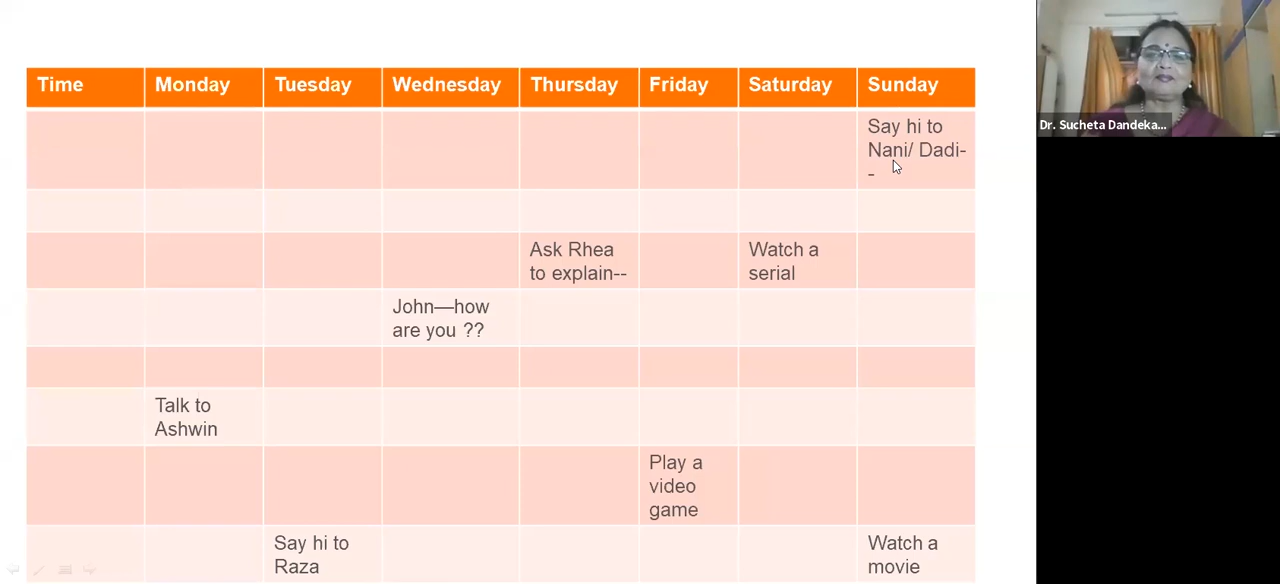 Time Monday Tuesday Wednesday Thursday Friday Saturday Sunday
Say hi to
Nani/ Dadi-
-
Ask Rhea
to explain--
Watch a
serial
John—how
are you ??
Talk to
Ashwin
Play a
video
game
Say hi to
Raza
Watch a
movie
Dr. Sucheta Dandeka...